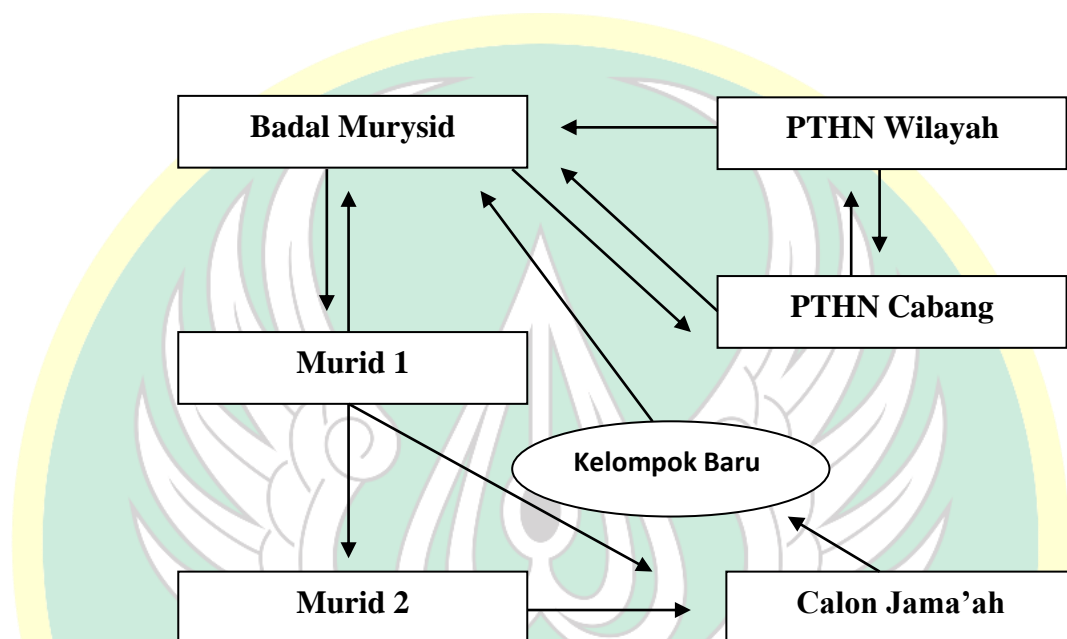 Badal Murysid
PTHN Wilayah
PTHN Cabang
Murid 1
Kelompok Baru
Murid 2
Calon Jama’ah